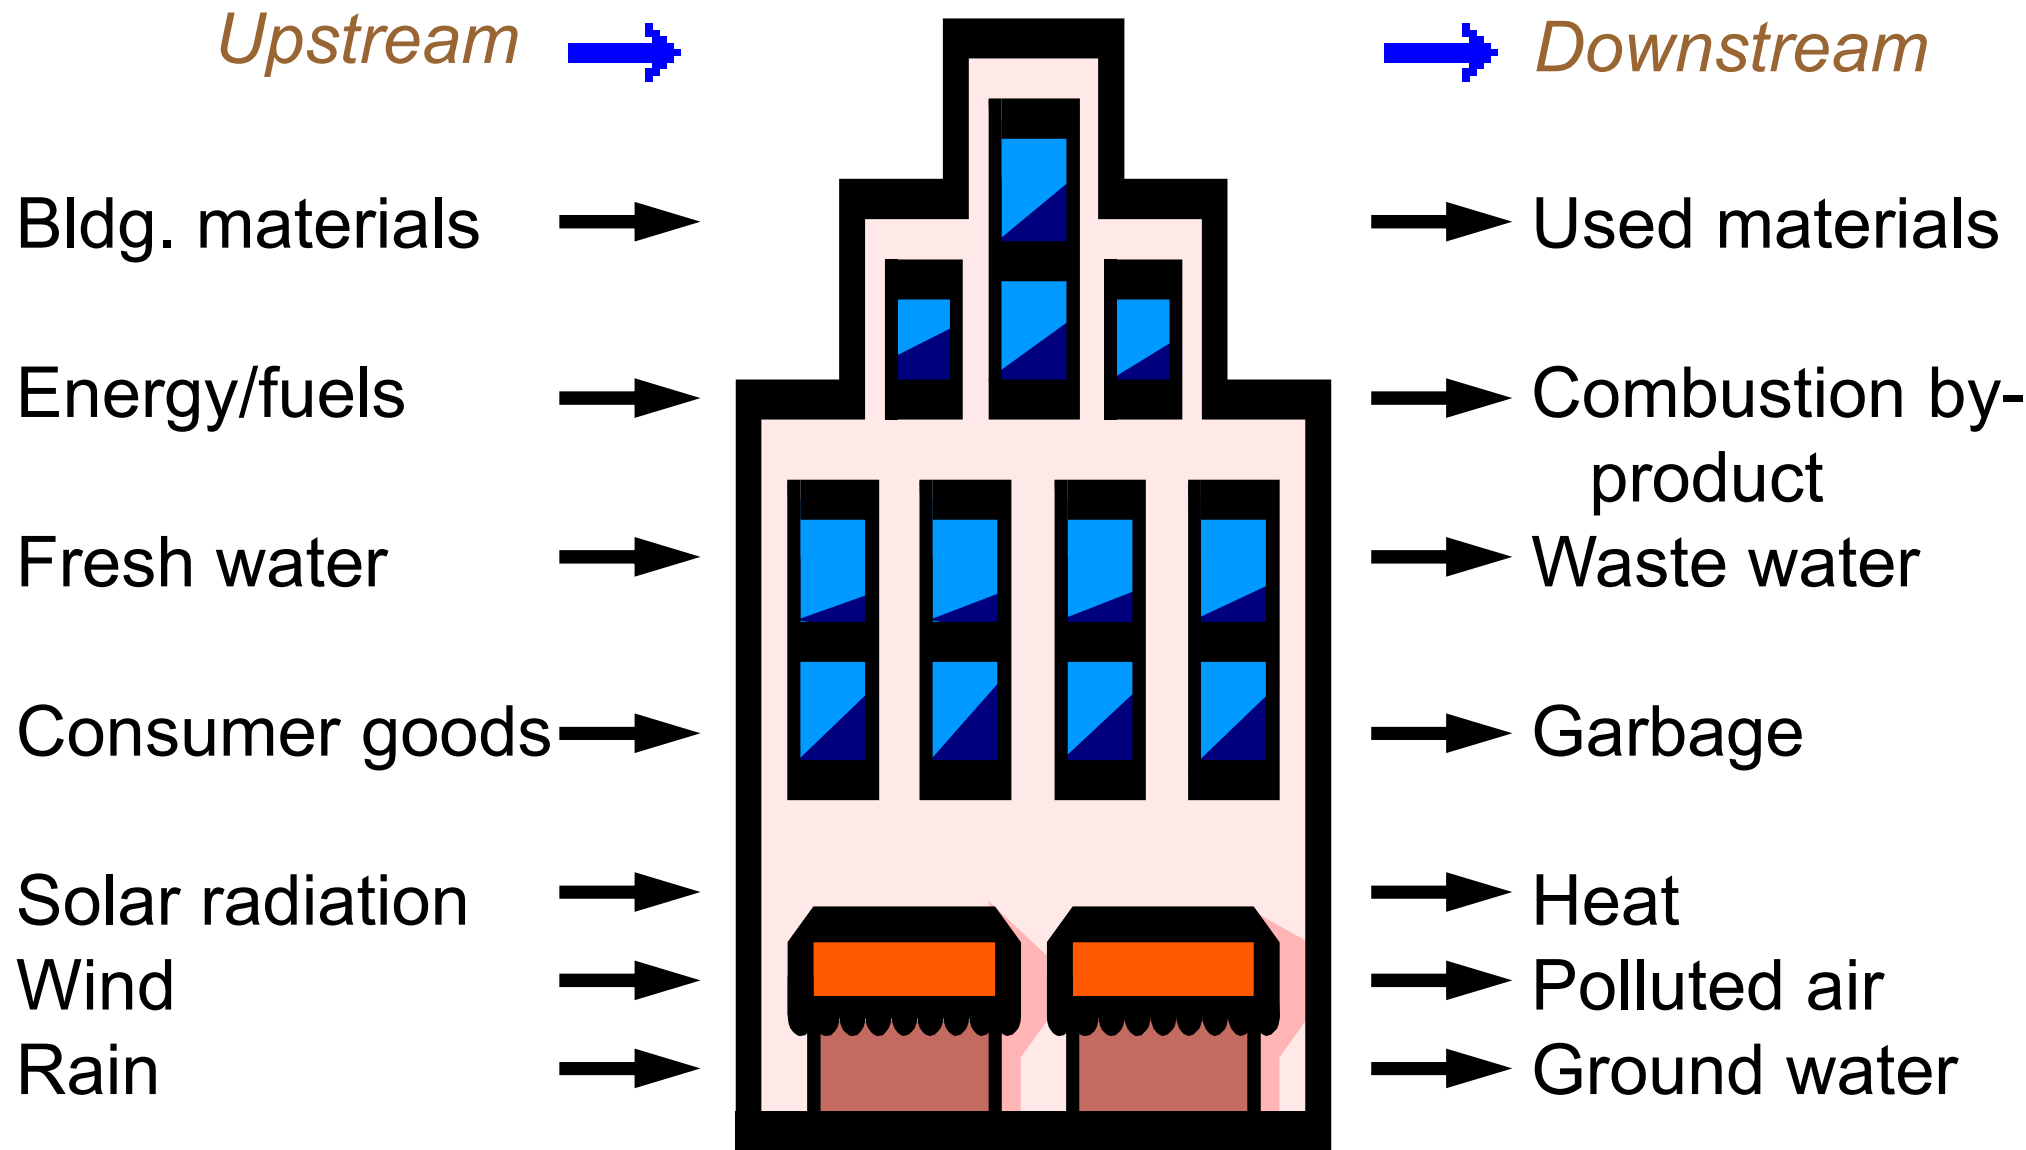 Upstream
Downstream
Bldg. materials
Used materials
Energy/fuels
Combustion by-
product
Fresh water
Waste water
Consumer goods
Garbage
Solar radiation
Heat
Wind
Polluted air
Rain
Ground water